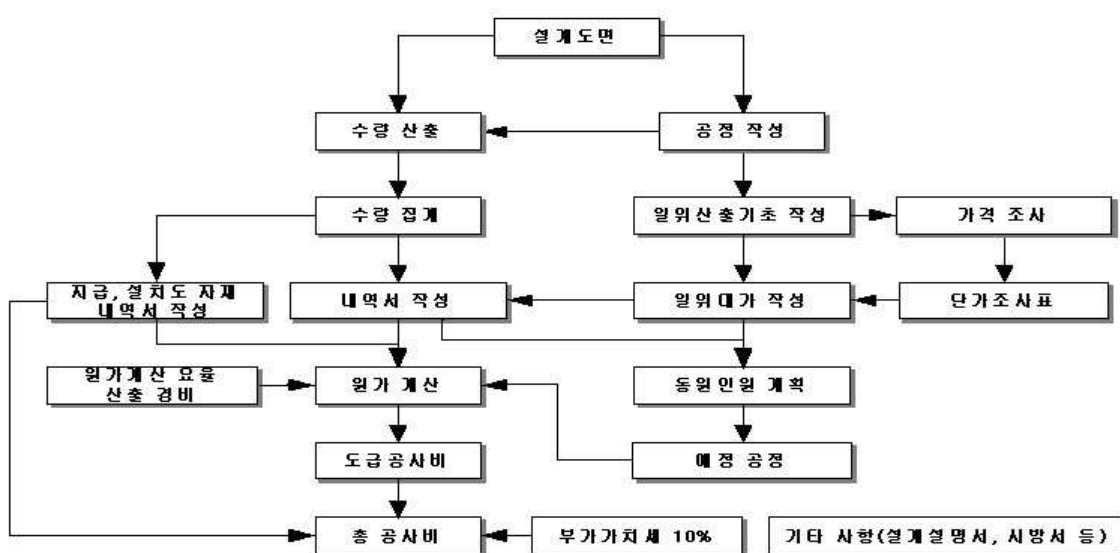 설계도면
수량 산출
공정 작성
수량 집계
일위산출기초 작성
가격 조사
지급, 설치도 자재
내역서 작성
내역서 작성
일위대가 작성
단가조사표
원가계산 요율
산출 경비
원가 계산
동원인원 계획
도급공사비
예정 공정
총 공사비
부가가치세 10%
기타 사항(설계설명서, 시방서 등)